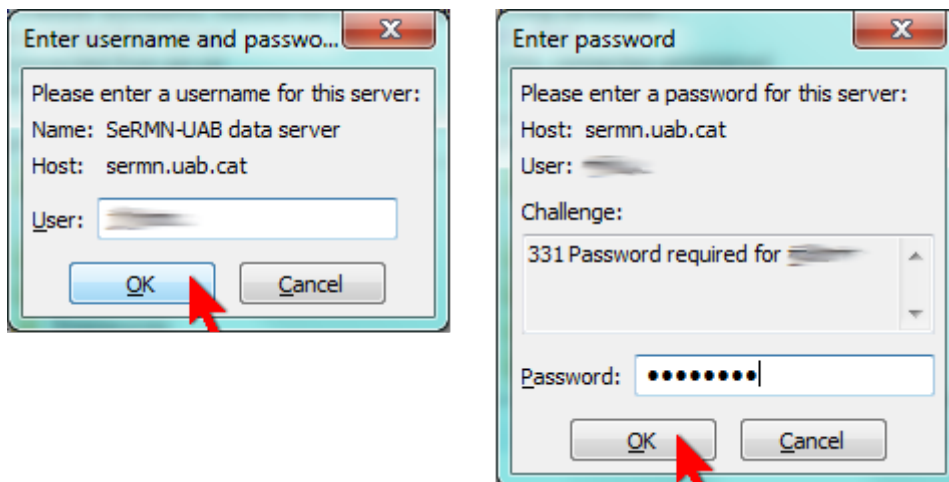 Enter username and passwo...
Please enter a username for this server:
Name: SeRMN-UAB data server
Host: sermn.uab.cat
User:
OK Cancel
Enter password
Please enter a password for this server:
Host: sermn.uab.cat
User:
Challenge:
331 Password required for
Password: ●●●●●●●●
OK Cancel